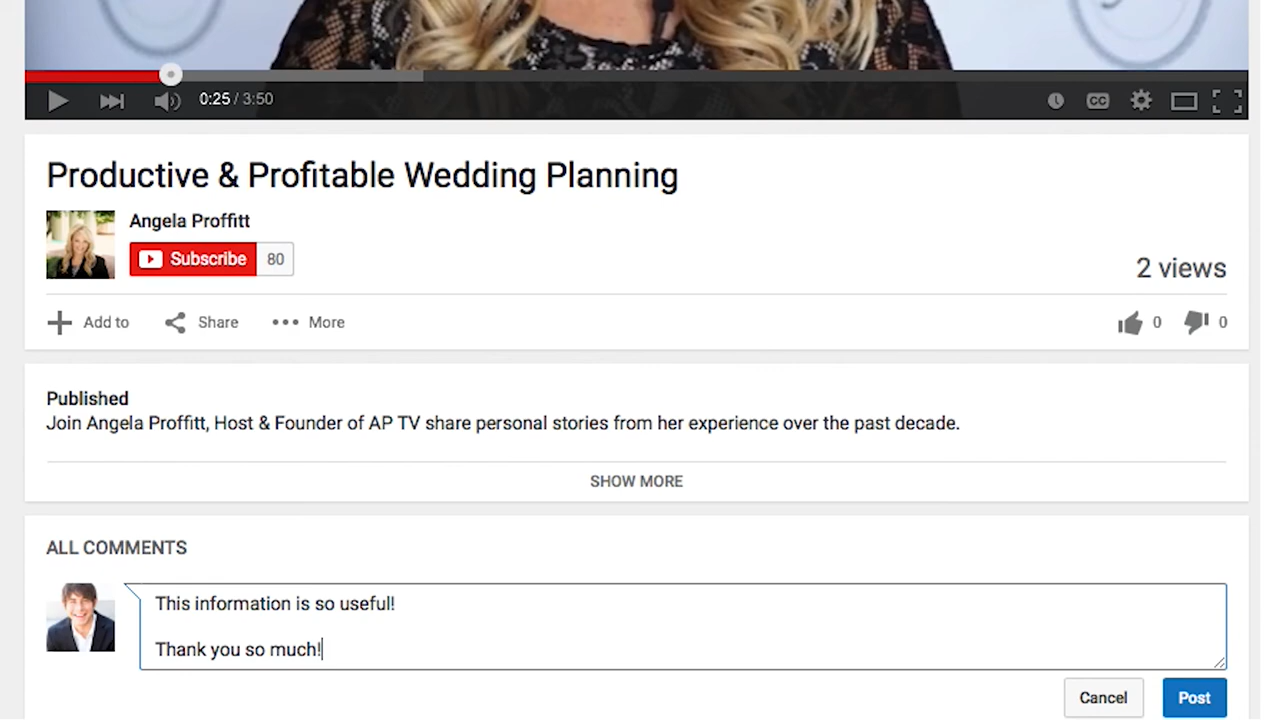 0:25 / 3:50
CC
Productive & Profitable Wedding Planning
Angela Proffitt
Subscribe 80
2 views
Add to Share More 0 0
Published
Join Angela Proffitt, Host & Founder of AP TV share personal stories from her experience over the past decade.
SHOW MORE
ALL COMMENTS
This information is so useful!
Thank you so much!
Cancel Post